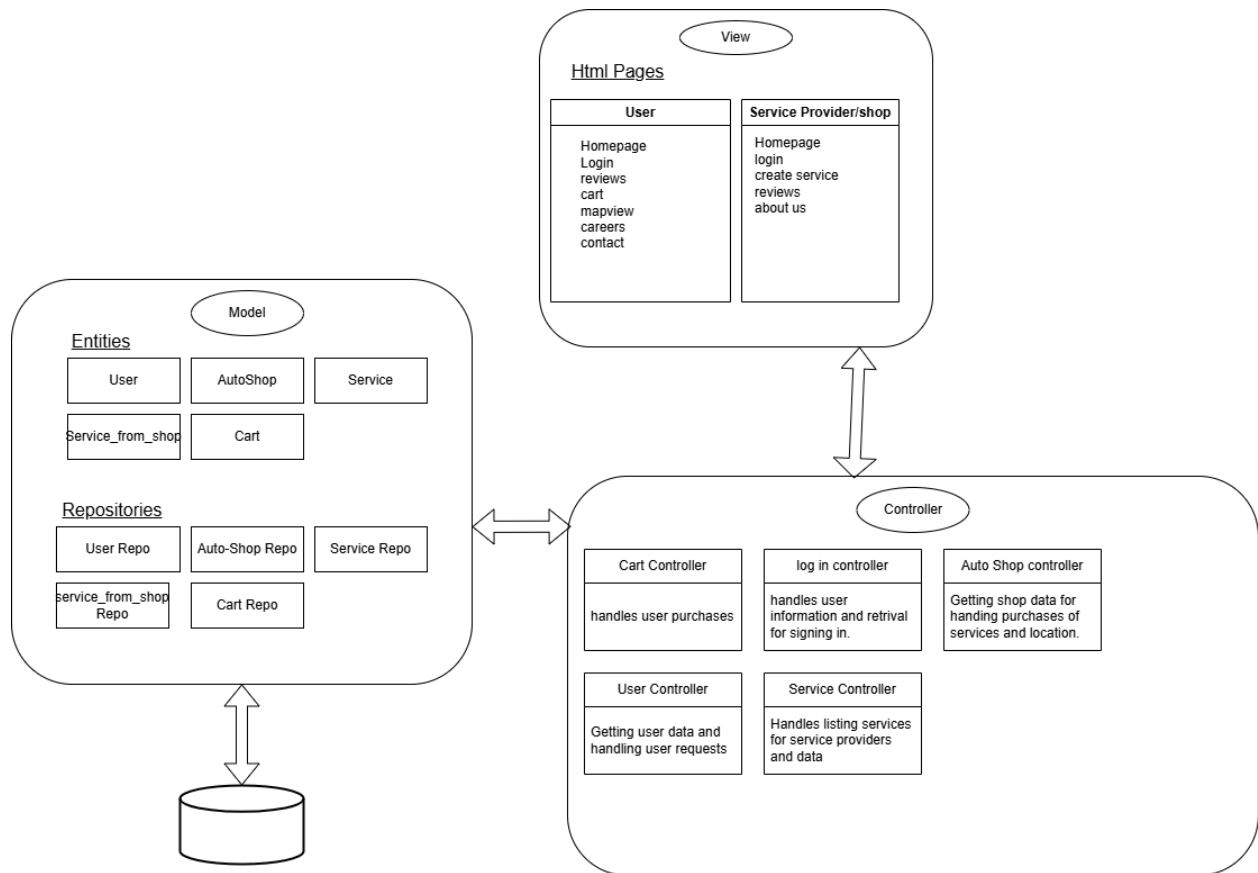 View
Html Pages
User
Service Provider/shop
Homepage
Login
reviews
cart
mapview
careers
contact
Homepage
login
create service
reviews
about us
Model
Entities
User
AutoShop
Service
Service_from_shop
Cart
Repositories
User Repo
Auto-Shop Repo
Service Repo
service_from_shop
Repo
Cart Repo
Controller
Cart Controller
handles user purchases
log in controller
handles user
information and retrival
for signing in.
Auto Shop controller
Getting shop data for
handing purchases of
services and location.
User Controller
Getting user data and
handling user requests
Service Controller
Handles listing services
for service providers
and data